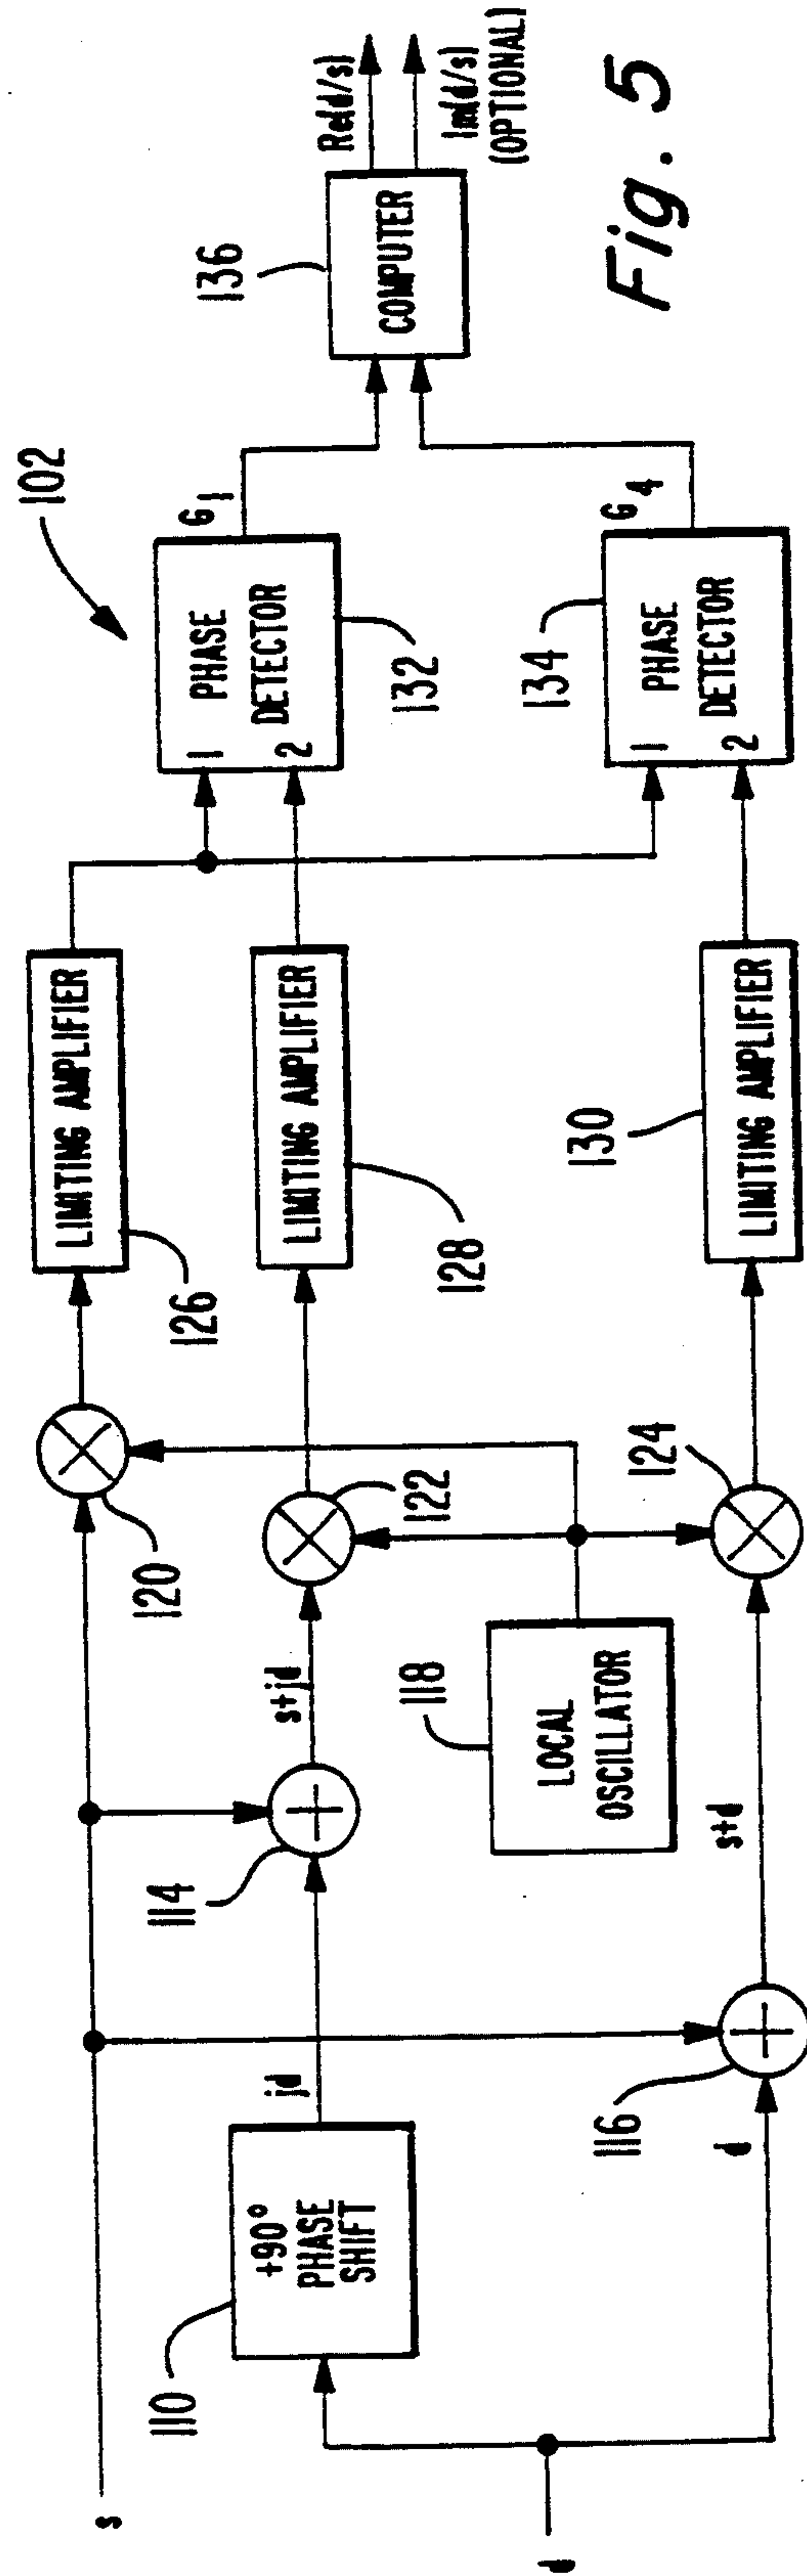 s
d
110
+90°
PHASE
SHIFT
jd
d
114
116
s+jd
s+d
118
LOCAL
OSCILLATOR
120
122
124
126
LIMITING AMPLIFIER
128
LIMITING AMPLIFIER
130
LIMITING AMPLIFIER
102
1
2
PHASE
DETECTOR
132
G1
1
2
PHASE
DETECTOR
134
G4
136
COMPUTER
Re(d/s)
Im(d/s)
(OPTIONAL)
Fig. 5